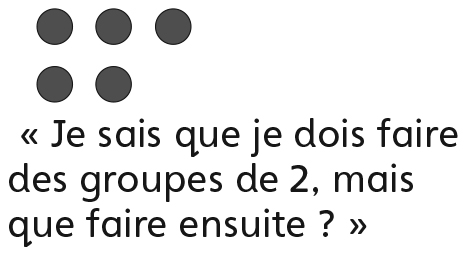 « Je sais que je dois faire
des groupes de 2, mais
que faire ensuite ? »